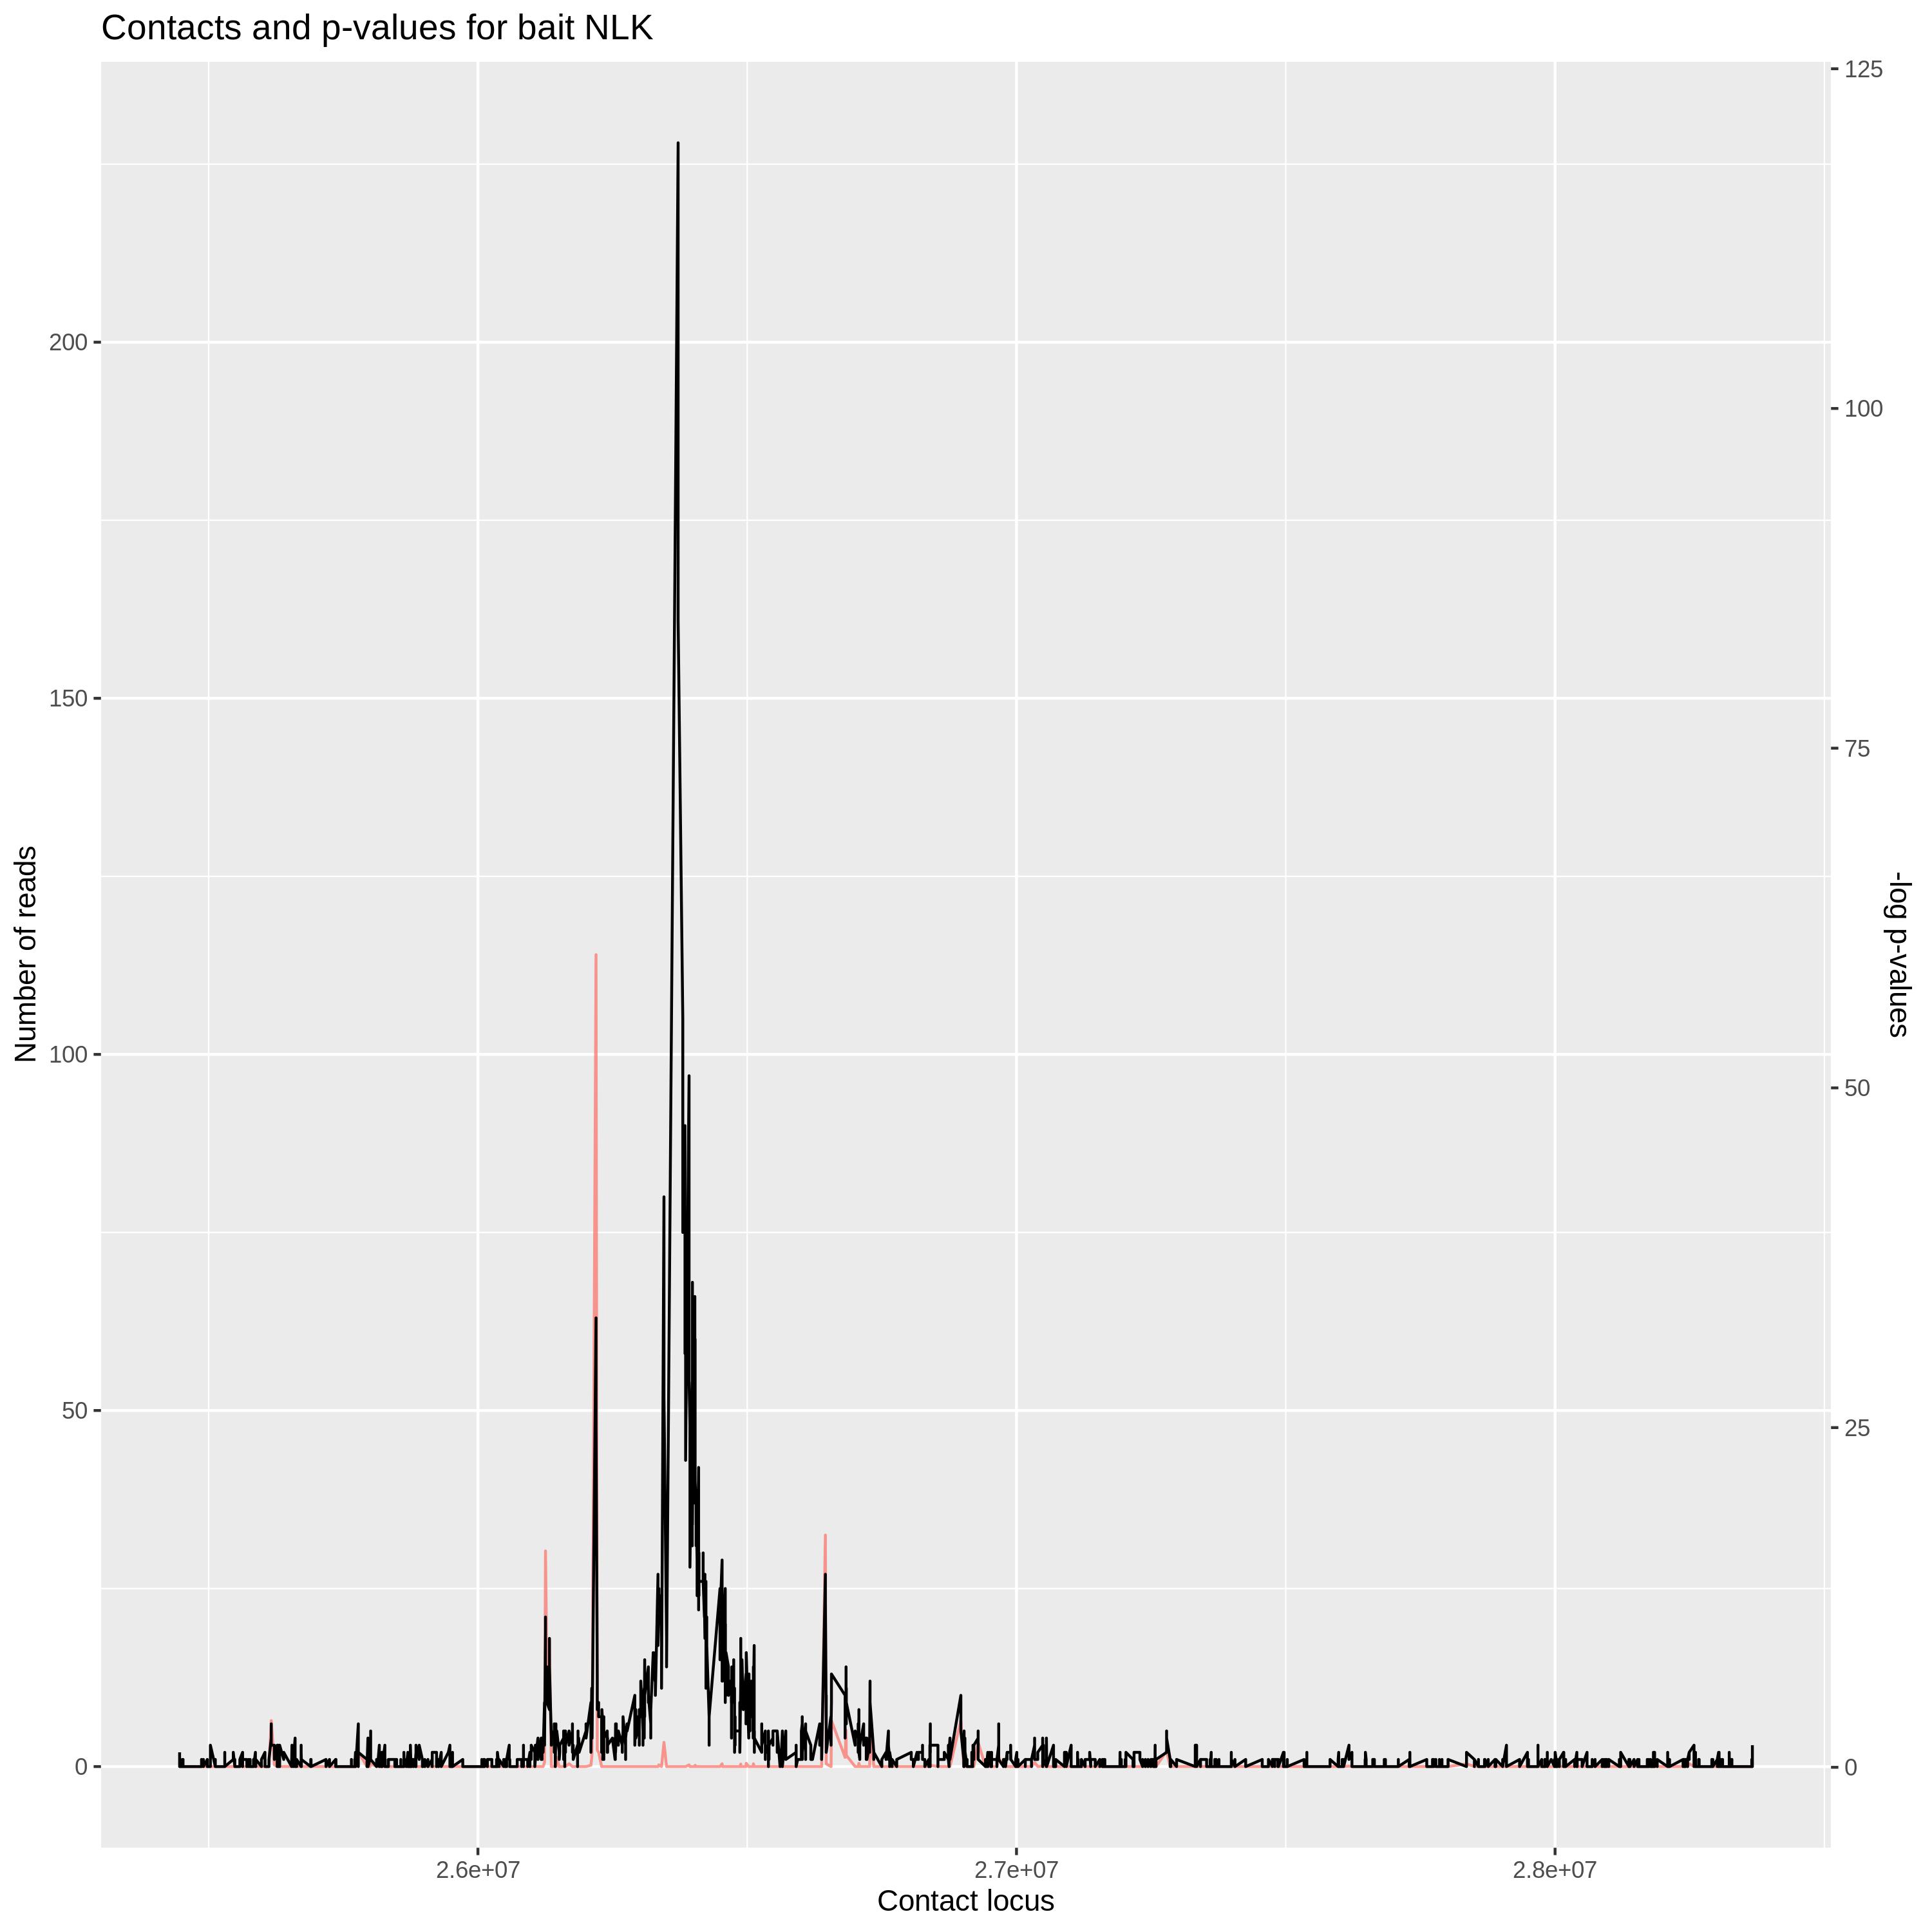 Contacts and p-values for bait NLK
Number of reads
200
150
100
50
0
125
100
75
50
25
0
-log p-values
2.6e+07
2.7e+07
2.8e+07
Contact locus